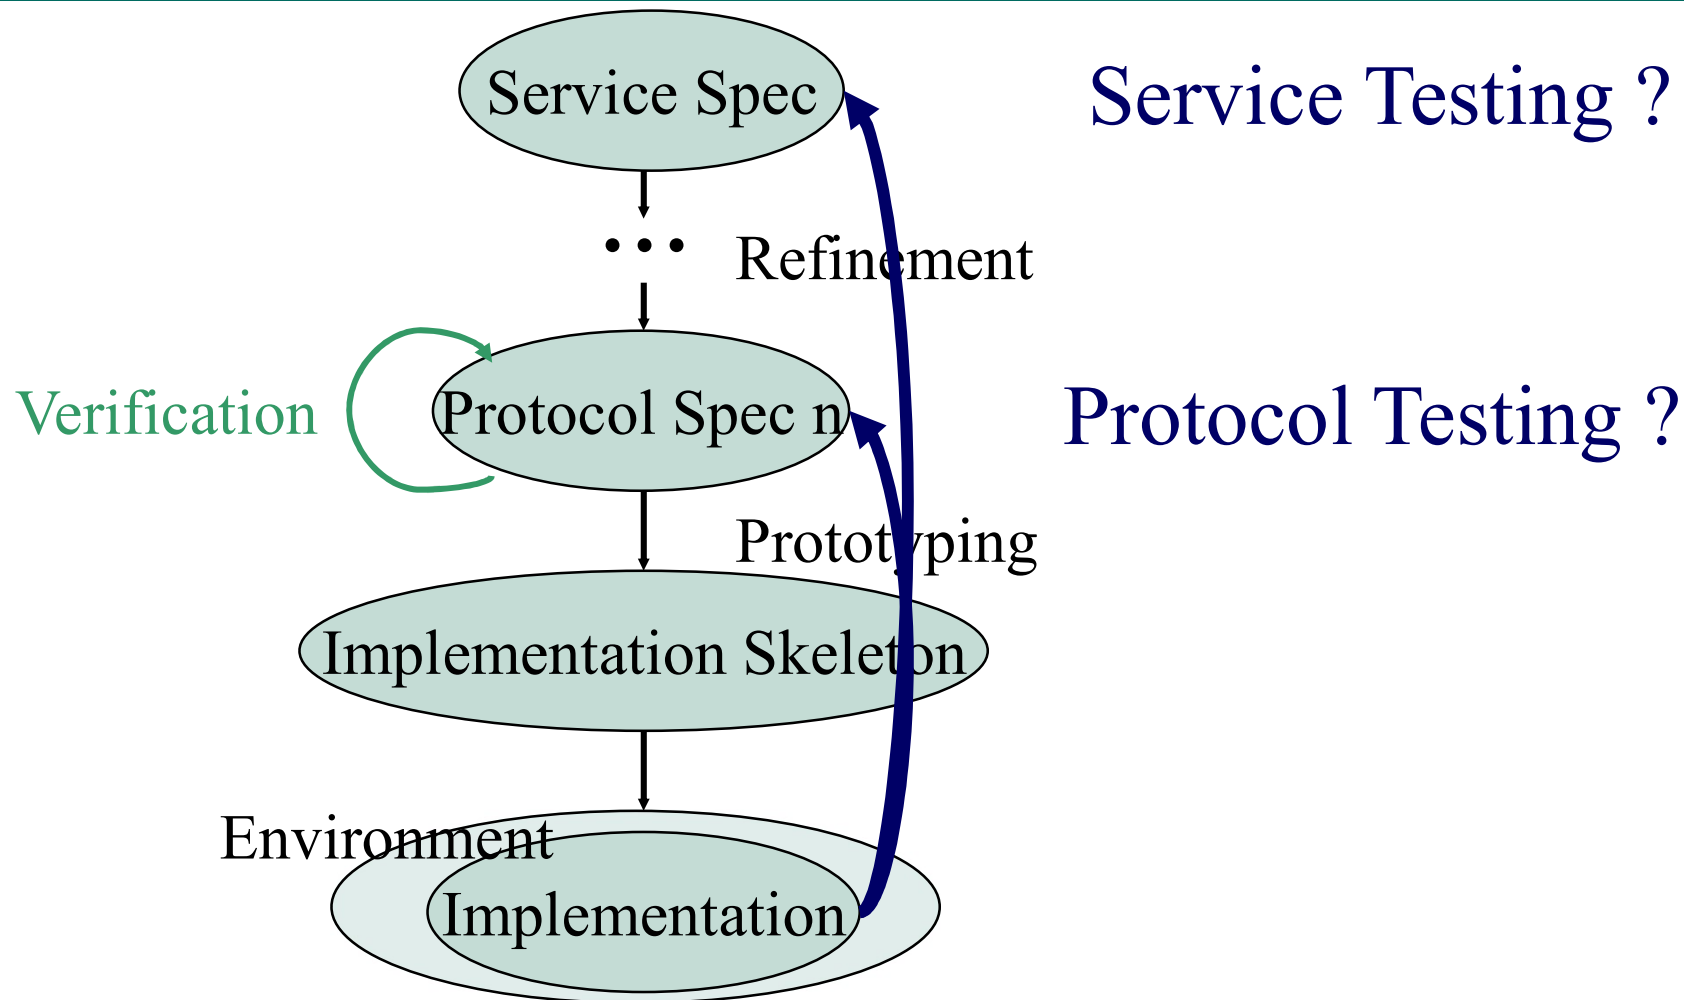 Service Spec
Service Testing ?
• • •
Refinement
Verification
Protocol Spec n
Protocol Testing ?
Prototyping
Implementation Skeleton
Environment
Implementation